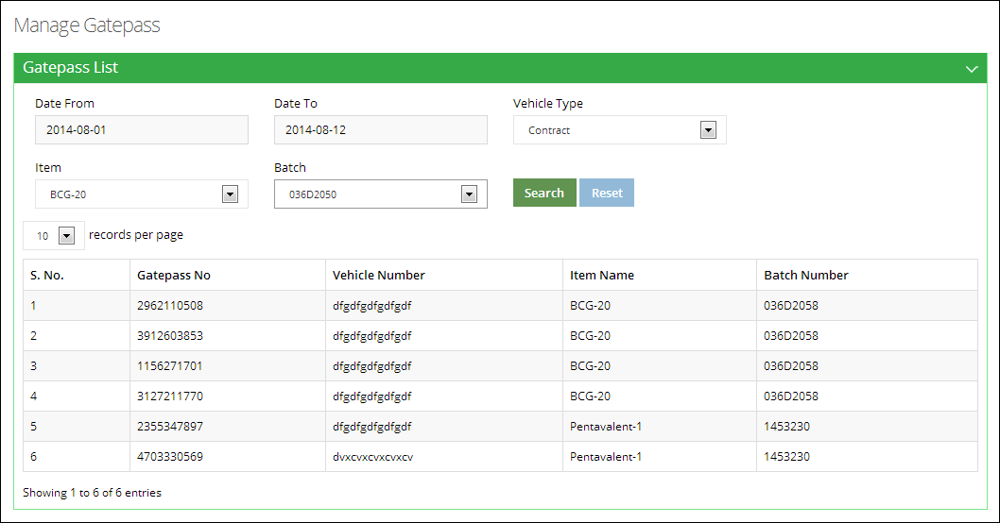 Manage Gatepass
Gatepass List
Date From Date To Vehicle Type
2014-08-01 2014-08-12 Contract
Item Batch
BCG-20 036D2050 Search Reset
10 records per page
S. No. Gatepass No Vehicle Number Item Name Batch Number
1 2962110508 dfgdfgdfgdfgdf BCG-20 036D2058
2 3912603853 dfgdfgdfgdfgdf BCG-20 036D2058
3 1156271701 dfgdfgdfgdfgdf BCG-20 036D2058
4 3127211770 dfgdfgdfgdfgdf BCG-20 036D2058
5 2355347897 dfgdfgdfgdfgdf Pentavalent-1 1453230
6 4703330569 dvxcvxcvxcvxcv Pentavalent-1 1453230
Showing 1 to 6 of 6 entries